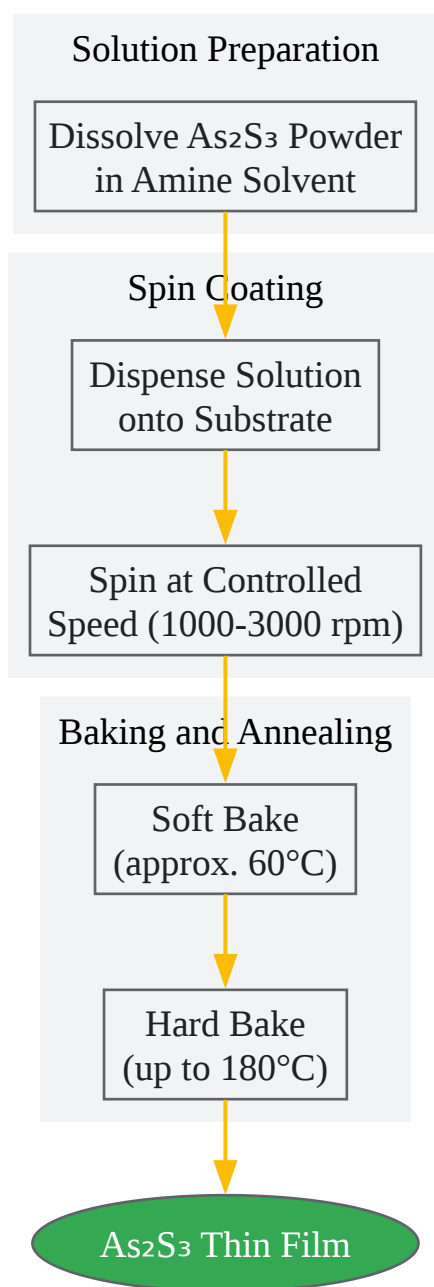 Solution Preparation
Dissolve As₂S₃ Powder
in Amine Solvent
Spin Coating
Dispense Solution
onto Substrate
Spin at Controlled
Speed (1000-3000 rpm)
Baking and Annealing
Soft Bake
(approx. 60°C)
Hard Bake
(up to 180°C)
As₂S₃ Thin Film